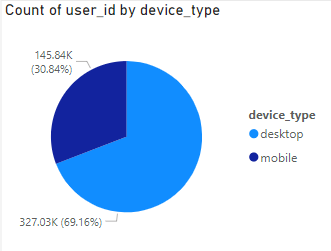 Count of user_id by device_type
145.84K
(30.84%)
device_type
desktop
mobile
327.03K (69.16%)